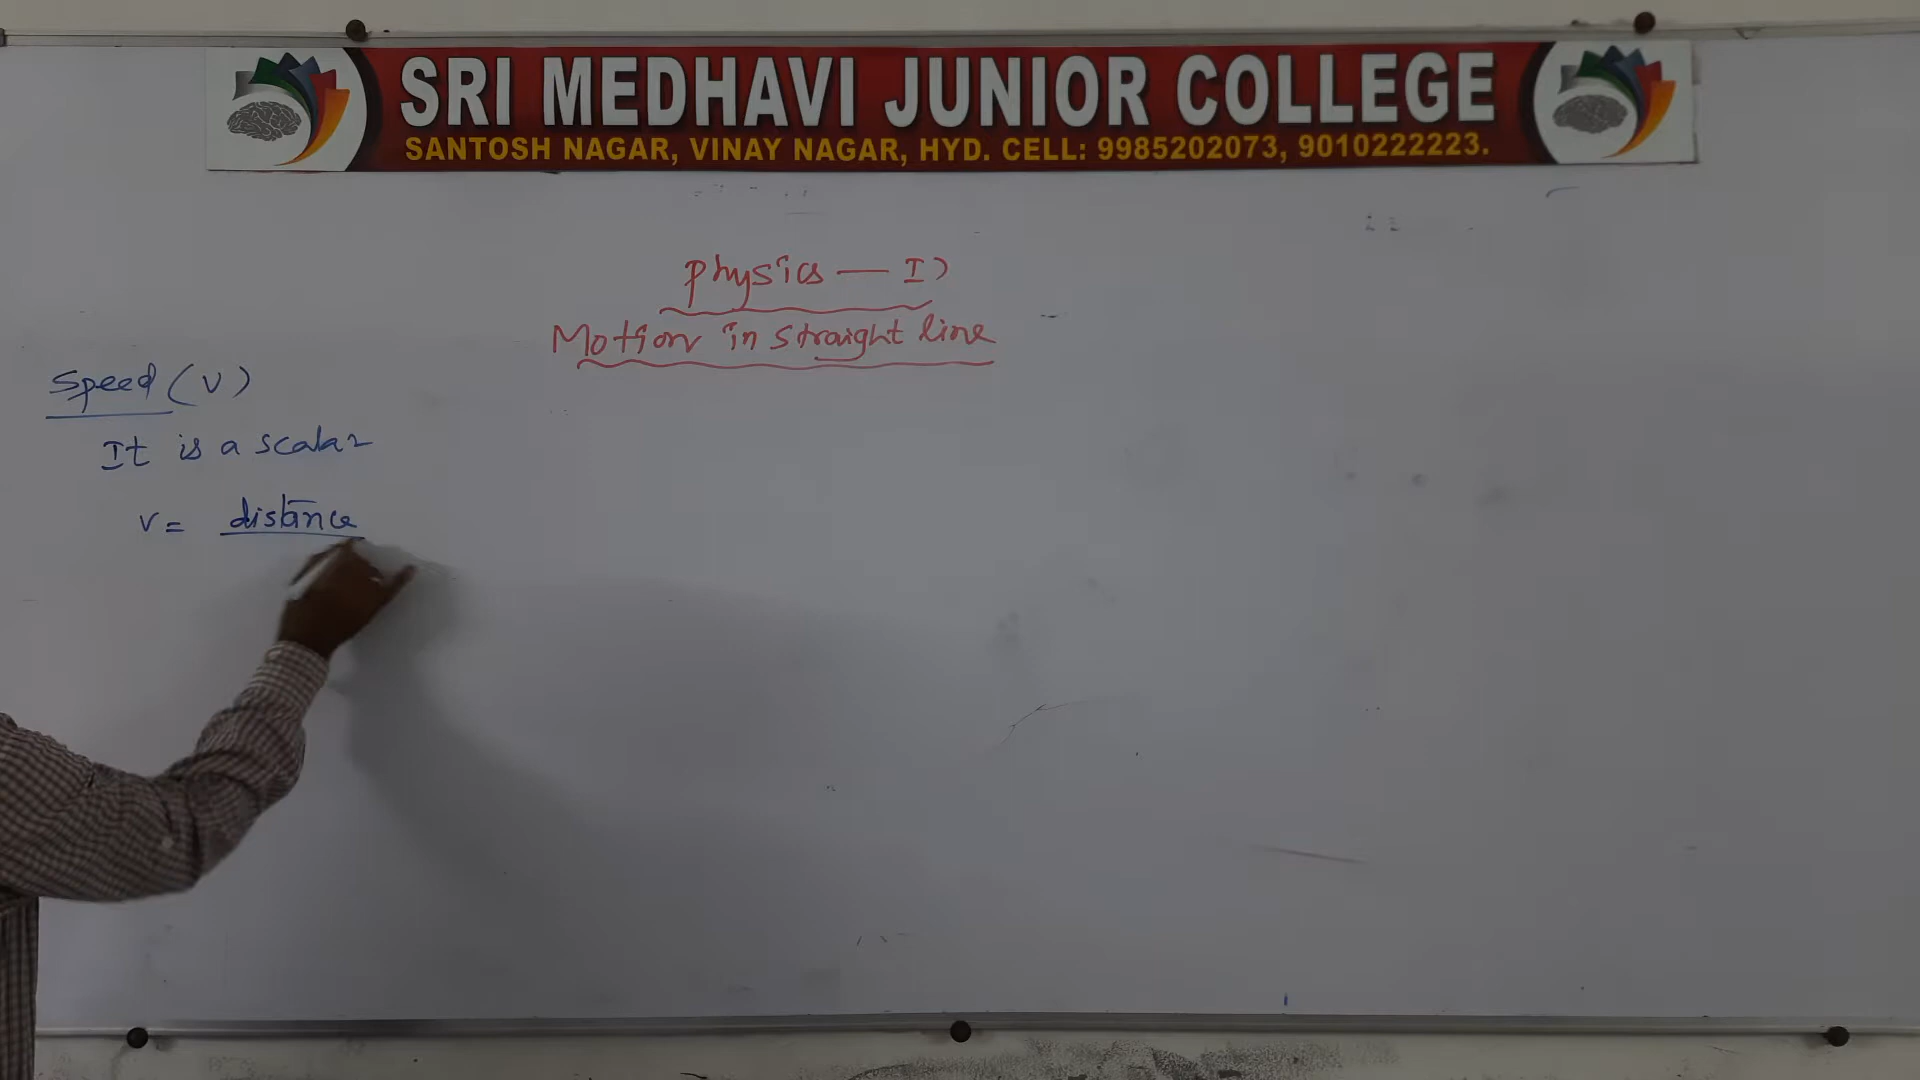 SRI MEDHAVI JUNIOR COLLEGE
SANTOSH NAGAR, VINAY NAGAR, HYD. CELL: 9985202073, 9010222223.
Physics — I)
Motion in straight line
Speed (v)
It is a scalar
v = distance